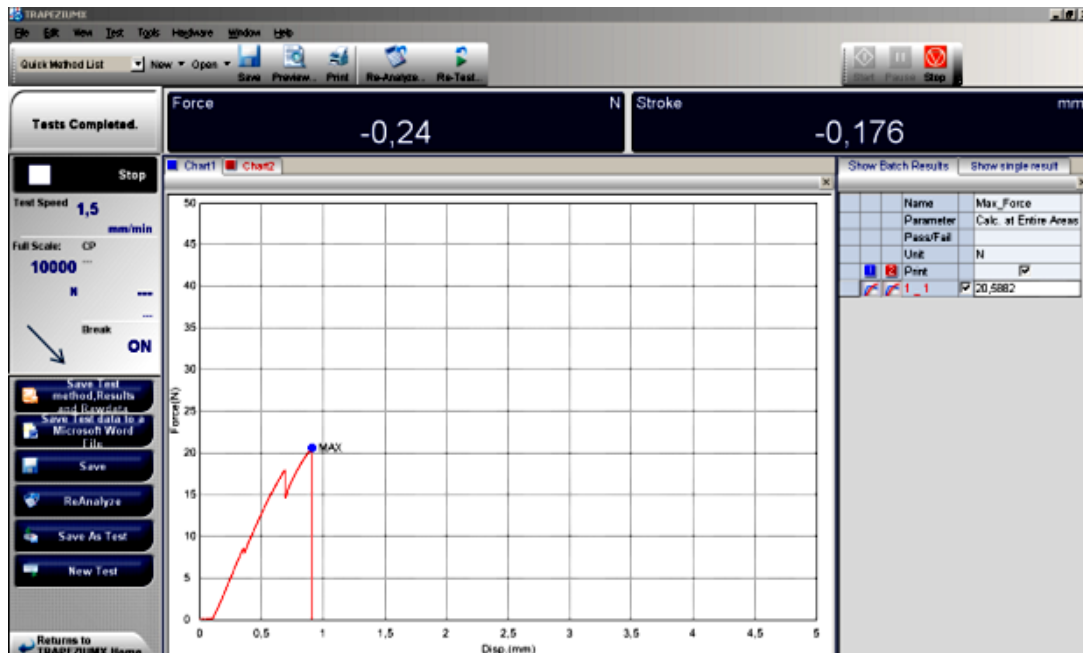 TRAPEZIUMX
File Edit View Test Tools Hardware Window Help
Quick Method List New Open Save Preview... Print Re-Analyze... Re-Test... Start Pause Stop
Tests Completed.
Force N
-0,24
Stroke mm
-0,176
Stop
Test Speed 1,5
mm/min
Full Scale: CP
10000 ---
N ---
---
Break
ON
Save Test
method,Results
and Rawdata
Save Test data to a
Microsoft Word
File
Save
ReAnalyze
Save As Test
New Test
Returns to
TRAPEZIUMX Home
Chart1 Chart2
50
45
40
35
30
25
20
15
10
5
0
Force(N)
MAX
0 0,5 1 1,5 2 2,5 3 3,5 4 4,5 5
Disp.(mm)
Show Batch Results Show single result
Name Max_Force
Parameter Calc. at Entire Areas
Pass/Fail
Unit N
1 2 Print
1 _ 1 20,5882